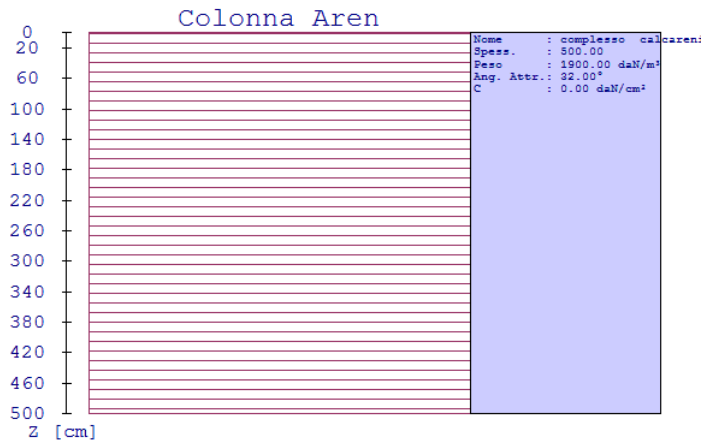 Colonna Aren
0
20
60
100
140
180
220
260
300
340
380
420
460
500
Z [cm]
Nome : complesso calcareni
Spess. : 500.00
Peso : 1900.00 daN/m³
Ang. Attr.: 32.00°
C : 0.00 daN/cm²